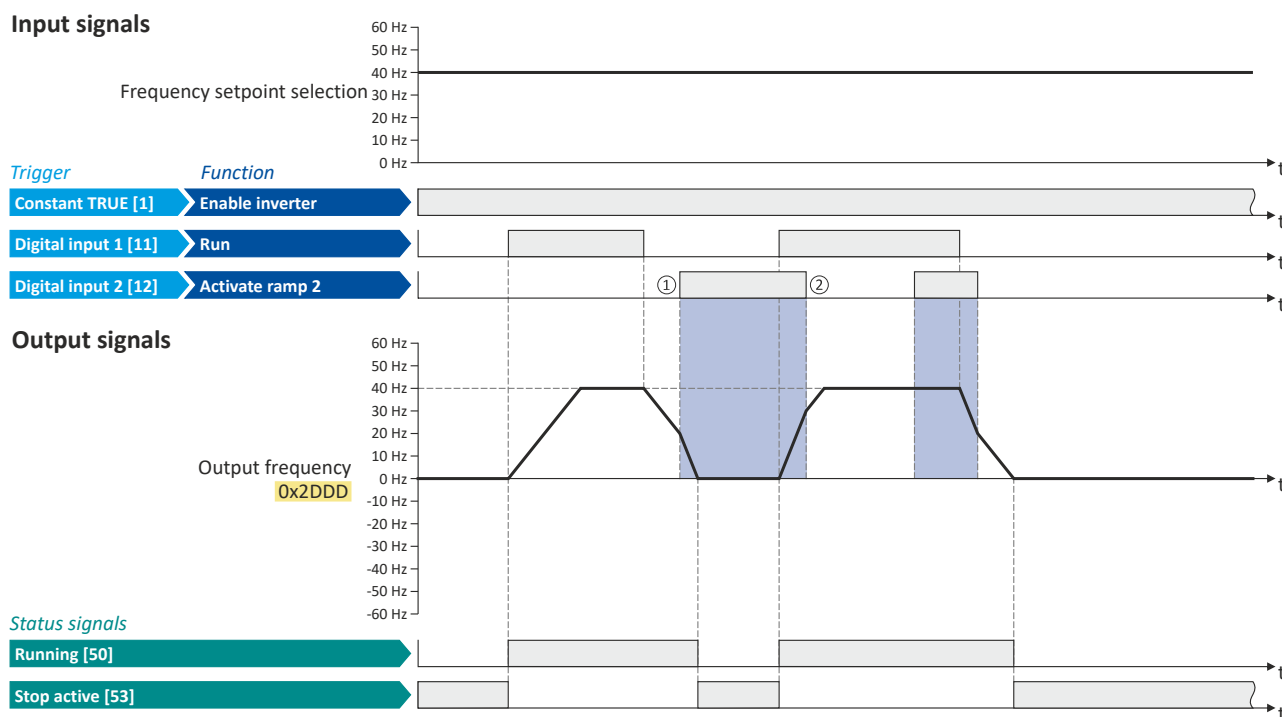 Input signals
60 Hz
50 Hz
40 Hz
Frequency setpoint selection 30 Hz
20 Hz
10 Hz
0 Hz
t
Trigger Function
Constant TRUE [1] Enable inverter
t
Digital input 1 [11] Run
t
Digital input 2 [12] Activate ramp 2 ① ②
t
Output signals
60 Hz
50 Hz
40 Hz
30 Hz
20 Hz
10 Hz
Output frequency 0 Hz
t
0x2DDD
-10 Hz
-20 Hz
-30 Hz
-40 Hz
-50 Hz
-60 Hz
Status signals
Running [50]
t
Stop active [53]
t